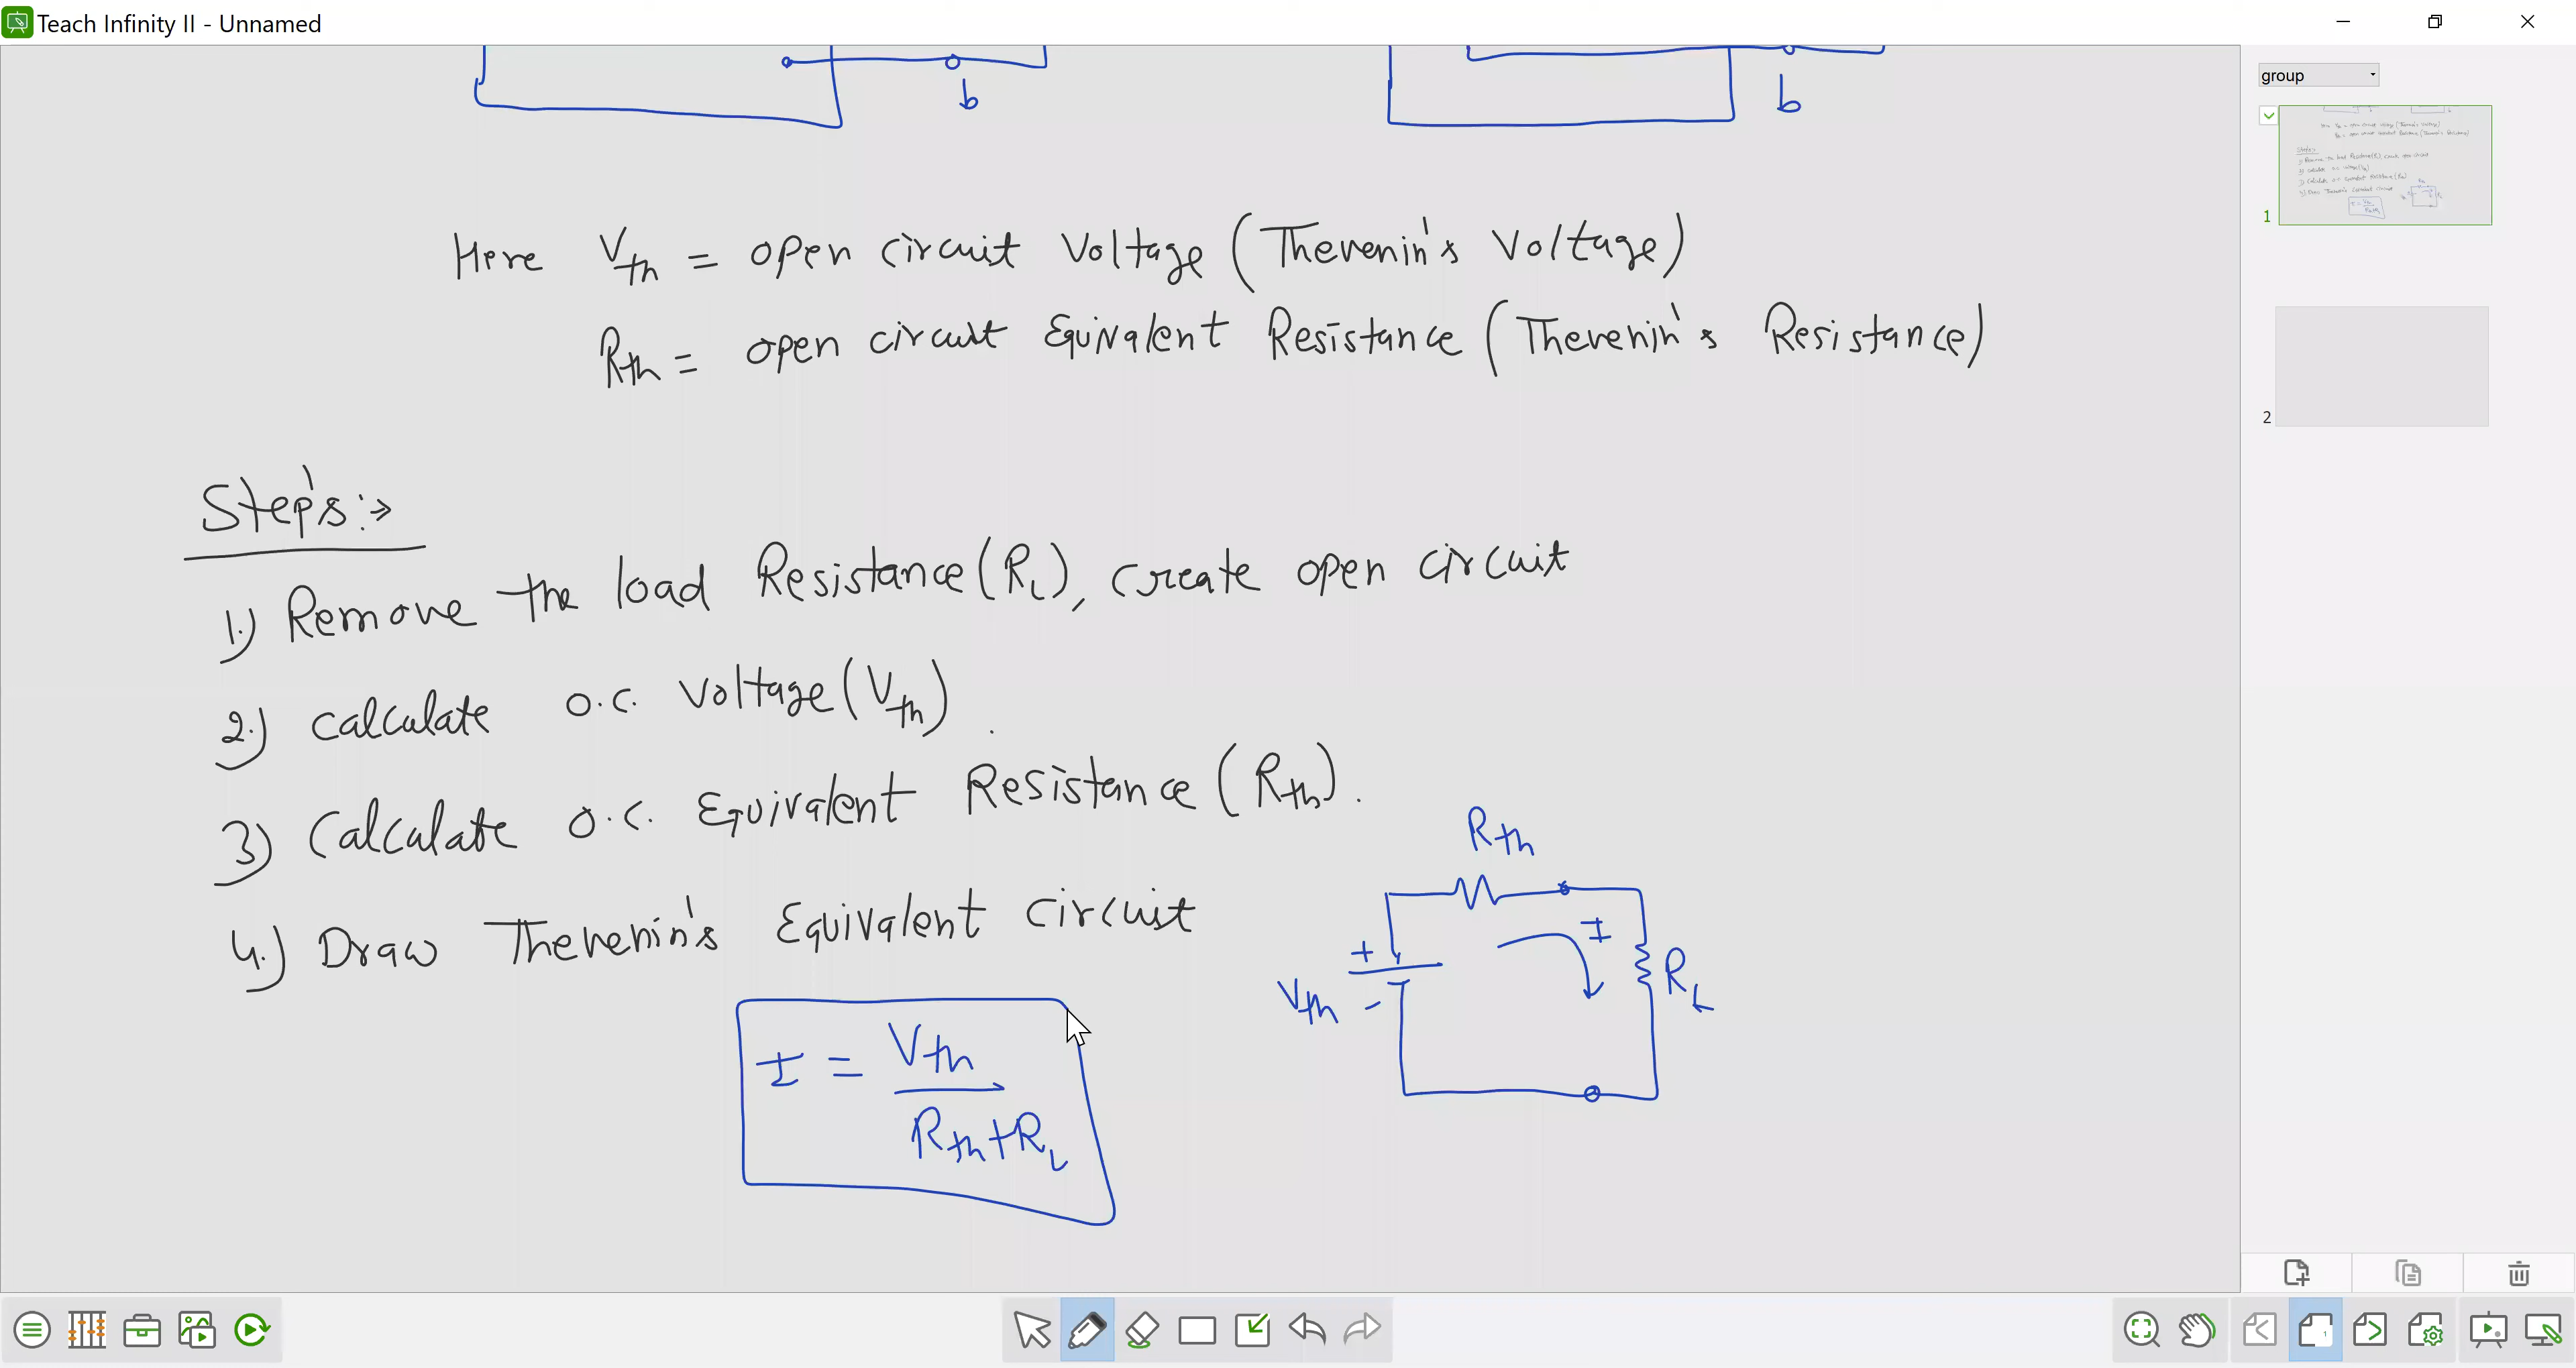 Teach Infinity II - Unnamed
group
b
b
Here Vth = open circuit Voltage (Thevenin's Voltage)
Rth = open circuit Equivalent Resistance (Thevenin's Resistance)
Step's :->
1.) Remove the load Resistance (RL), create open circuit
2.) calculate o.c. voltage (Vth).
3) Calculate o.c. Equivalent Resistance (Rth).
4.) Draw Thevenin's Equivalent circuit
Rth
+
I
RL
Vth -
I = Vth
Rth+RL
1
2
1